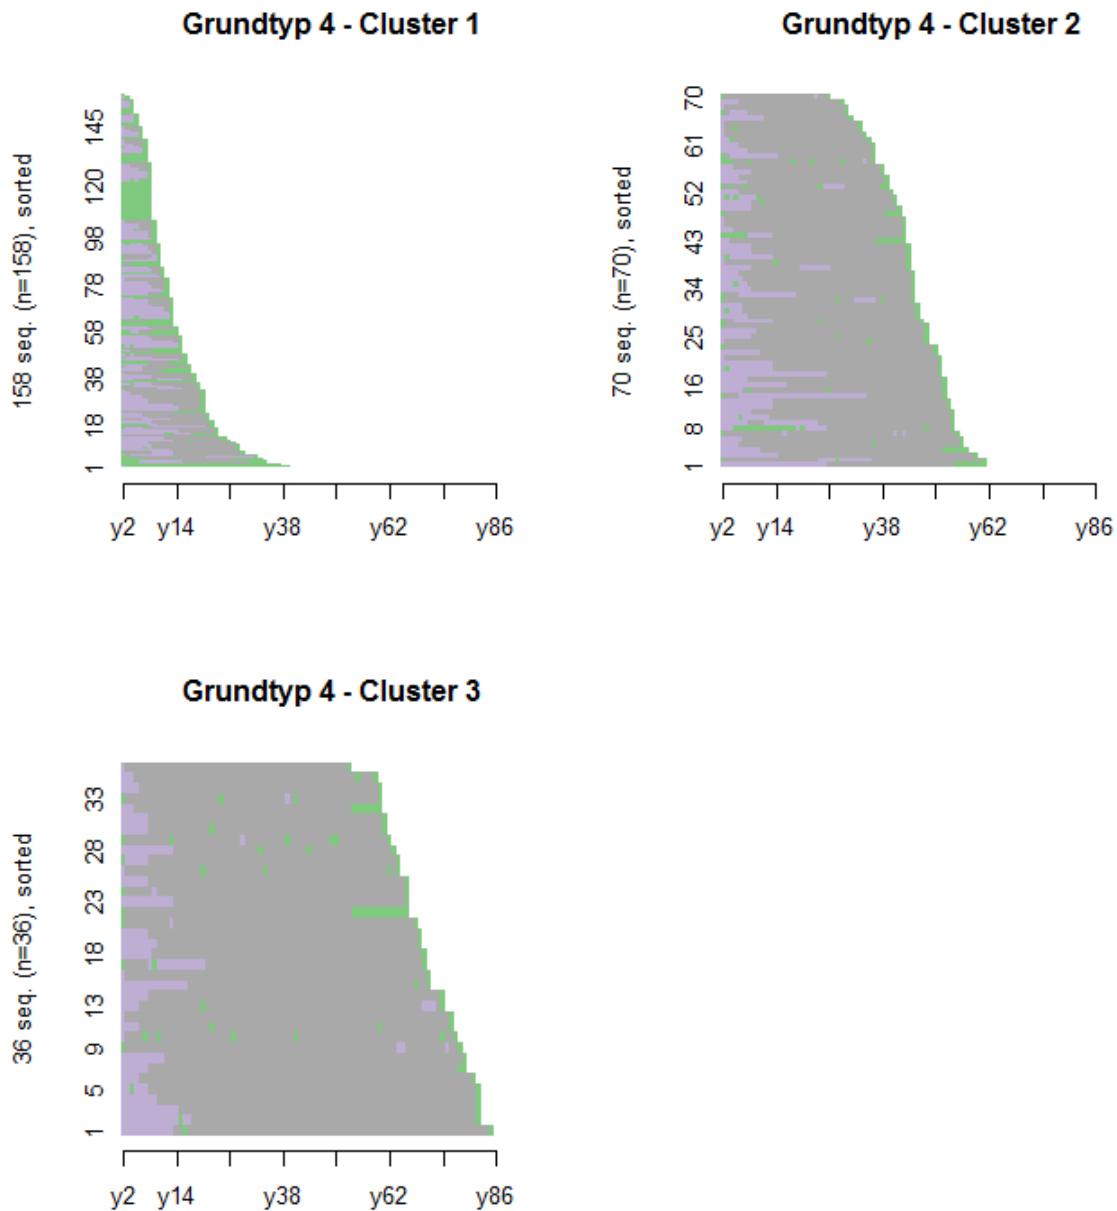 Grundtyp 4 - Cluster 1
158 seq. (n=158), sorted
145
120
98
78
58
38
18
1
y2 y14 y38 y62 y86
Grundtyp 4 - Cluster 2
70 seq. (n=70), sorted
70
61
52
43
34
25
16
8
1
y2 y14 y38 y62 y86
Grundtyp 4 - Cluster 3
36 seq. (n=36), sorted
33
28
23
18
13
9
5
1
y2 y14 y38 y62 y86